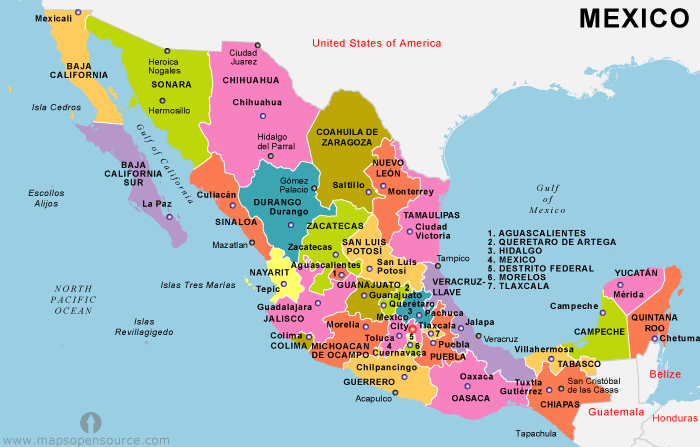 MEXICO
United States of America
Mexicali
BAJA
CALIFORNIA
Isla Cedros
Heroica
Nogales
SONARA
Hermosillo
Ciudad
Juarez
CHIHUAHUA
Chihuahua
Hidalgo
del Parral
COAHUILA DE
ZARAGOZA
Saltillo
NUEVO
LEÓN
Monterrey
Gulf of California
BAJA
CALIFORNIA
SUR
La Paz
Escollos
Alijos
Culiacán
SINALOA
Mazatlan
Gómez
Palacio
DURANGO
Durango
ZACATECAS
Zacatecas
SAN LUIS
POTOSÍ
San Luis
Potosí
TAMAULIPAS
Ciudad
Victoria
Tampico
Gulf
of
Mexico
1. AGUASCALIENTES
2. QUERETARO DE ARTEGA
3. HIDALGO
4. MEXICO
5. DESTRITO FEDERAL
6. MORELOS
7. TLAXCALA
Aguascalientes
1
NAYARIT
Tepic
Islas Tres Marias
NORTH
PACIFIC
OCEAN
Islas
Revillagigedo
Guadalajara
JALISCO
GUANAJUATO
Guanajuato
2
Querétaro
3
Pachuca
VERACRUZ-
LLAVE
Jalapa
Veracruz
Colima
COLIMA
Morelia
MICHOACAN
DE OCAMPO
Mexico
City
Toluca
4
5
6
7
Tlaxcala
Cuernavaca
Puebla
PUEBLA
Chilpancingo
GUERRERO
Acapulco
Oaxaca
OASACA
Villahermosa
TABASCO
Tuxtla
Gutiérrez
San Cristóbal
de las Casas
CHIAPAS
Tapachula
Campeche
CAMPECHE
YUCATÁN
Mérida
QUINTANA
ROO
Chetuma
Belize
Guatemala
Honduras
www.mapsopensource.com